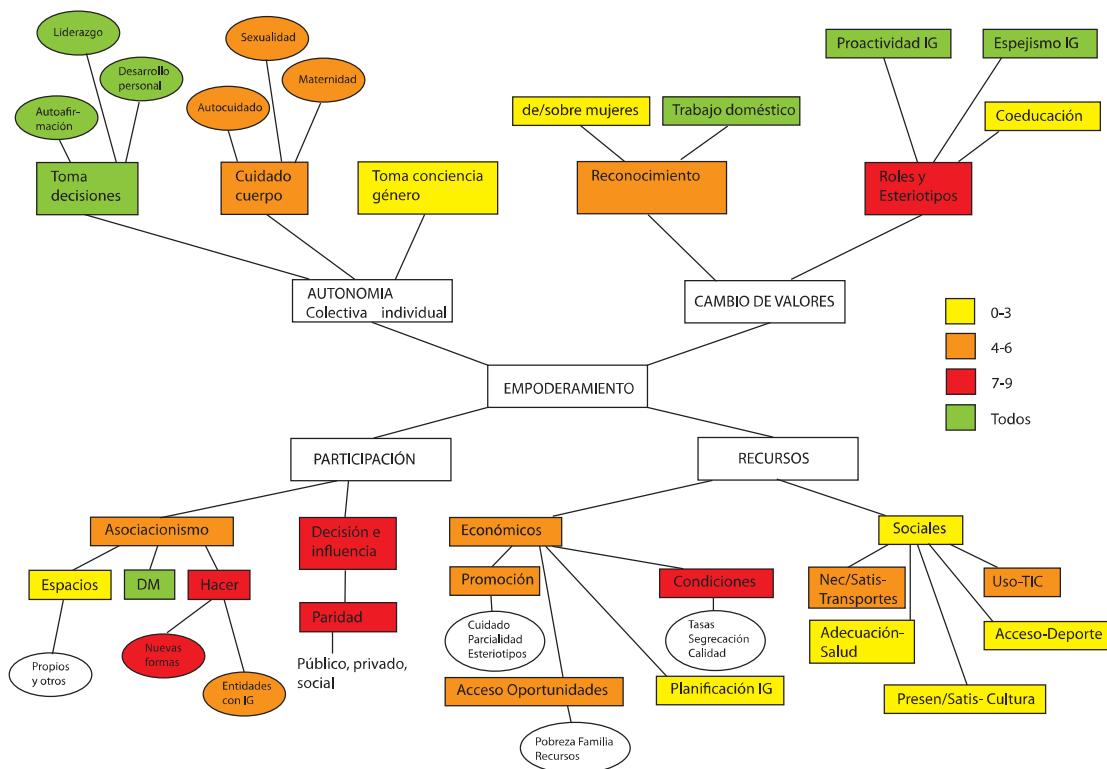 Liderazgo
Sexualidad
Proactividad IG
Espejismo IG
Desarrollo
personal
Maternidad
Autoafir-
mación
Autocuidado
de/sobre mujeres
Trabajo doméstico
Coeducación
Toma
decisiones
Cuidado
cuerpo
Toma conciencia
género
Reconocimiento
Roles y
Esteriotipos
AUTONOMIA
Colectiva individual
CAMBIO DE VALORES
0-3
4-6
7-9
Todos
EMPODERAMIENTO
PARTICIPACIÓN
RECURSOS
Asociacionismo
Decisión e
influencia
Económicos
Sociales
Espacios
DM
Hacer
Promoción
Condiciones
Nec/Satis-
Transportes
Uso-TIC
Paridad
Cuidado
Parcialidad
Esteriotipos
Tasas
Segrecación
Calidad
Adecuación-
Salud
Acceso-Deporte
Nuevas
formas
Público, privado,
social
Propios
y otros
Entidades
con IG
Acceso Oportunidades
Planificación IG
Presen/Satis- Cultura
Pobreza Familia
Recursos